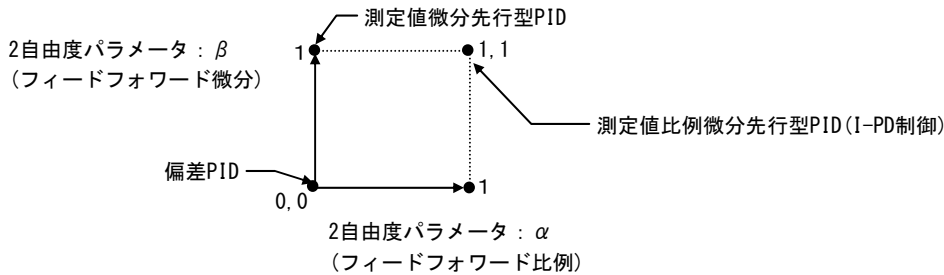 測定値微分先行型PID
2自由度パラメータ：β
(フィードフォワード微分)
1
1,1
測定値比例微分先行型PID(I-PD制御)
偏差PID
0,0
1
2自由度パラメータ：α
(フィードフォワード比例)